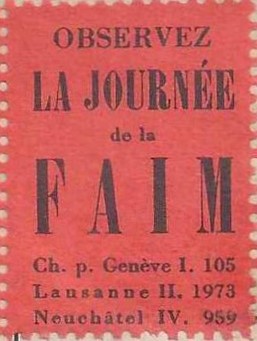 OBSERVEZ
LA JOURNÉE
de la
FAIM
Ch. p. Genève I. 105
Lausanne II. 1973
Neuchâtel IV. 959